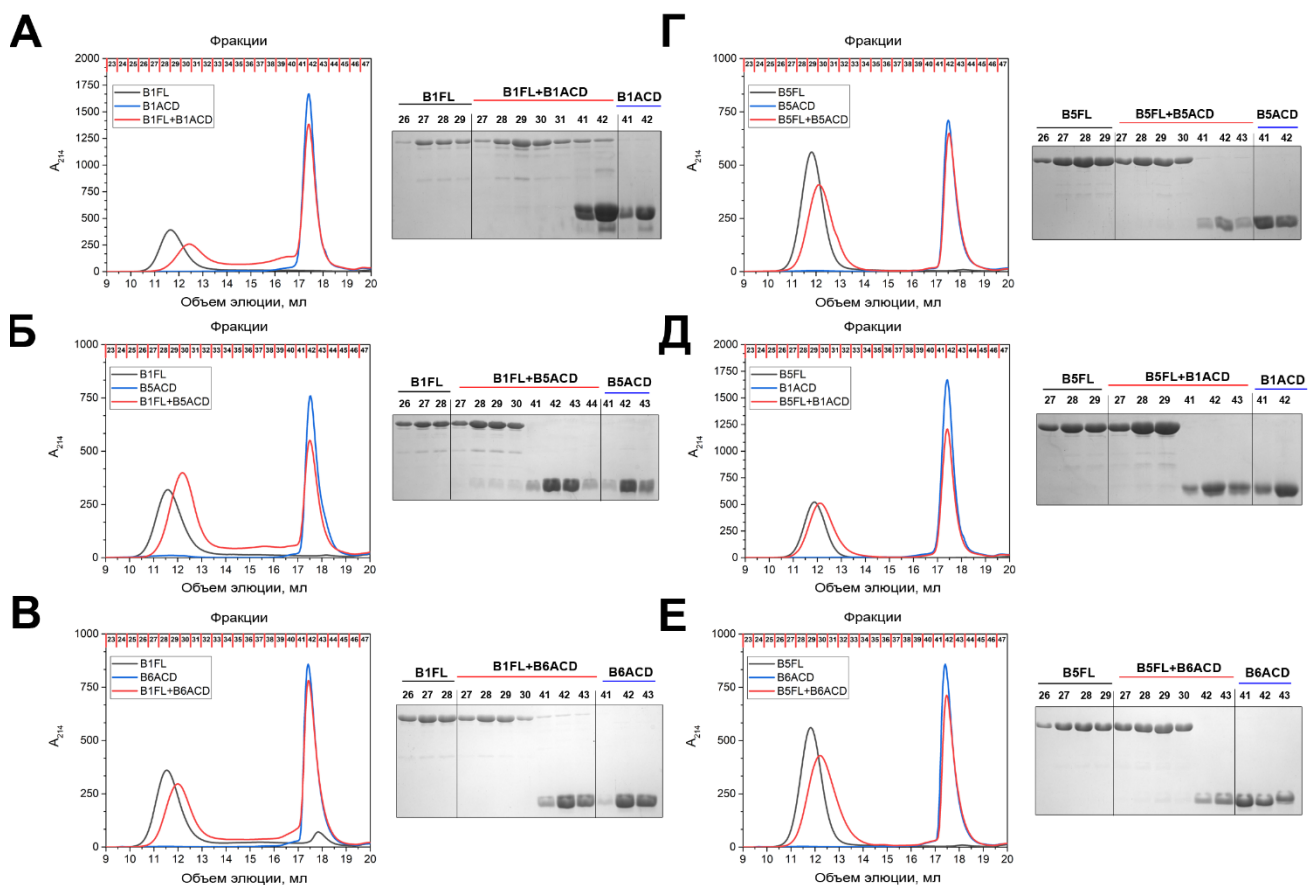 А
Фракции
23 24 25 26 27 28 29 30 31 32 33 34 35 36 37 38 39 40 41 42 43 44 45 46 47
2000
1750
1500
1250
1000
750
500
250
0
A214
B1FL
B1ACD
B1FL+B1ACD
9 10 11 12 13 14 15 16 17 18 19 20
Объем элюции, мл
B1FL B1FL+B1ACD B1ACD
26 27 28 29 27 28 29 30 31 41 42 41 42
Г
Фракции
23 24 25 26 27 28 29 30 31 32 33 34 35 36 37 38 39 40 41 42 43 44 45 46 47
1000
750
500
250
0
A214
B5FL
B5ACD
B5FL+B5ACD
9 10 11 12 13 14 15 16 17 18 19 20
Объем элюции, мл
B5FL B5FL+B5ACD B5ACD
26 27 28 29 27 28 29 30 41 42 43 41 42
Б
Фракции
23 24 25 26 27 28 29 30 31 32 33 34 35 36 37 38 39 40 41 42 43 44 45 46 47
1000
750
500
250
0
A214
B1FL
B5ACD
B1FL+B5ACD
9 10 11 12 13 14 15 16 17 18 19 20
Объем элюции, мл
B1FL B1FL+B5ACD B5ACD
26 27 28 27 28 29 30 41 42 43 44 41 42 43
Д
Фракции
23 24 25 26 27 28 29 30 31 32 33 34 35 36 37 38 39 40 41 42 43 44 45 46 47
2000
1750
1500
1250
1000
750
500
250
0
A214
B5FL
B1ACD
B5FL+B1ACD
9 10 11 12 13 14 15 16 17 18 19 20
Объем элюции, мл
B5FL B5FL+B1ACD B1ACD
27 28 29 27 28 29 41 42 43 41 42
В
Фракции
23 24 25 26 27 28 29 30 31 32 33 34 35 36 37 38 39 40 41 42 43 44 45 46 47
1000
750
500
250
0
A214
B1FL
B6ACD
B1FL+B6ACD
9 10 11 12 13 14 15 16 17 18 19 20
Объем элюции, мл
B1FL B1FL+B6ACD B6ACD
26 27 28 27 28 29 30 41 42 43 41 42 43
Е
Фракции
23 24 25 26 27 28 29 30 31 32 33 34 35 36 37 38 39 40 41 42 43 44 45 46 47
1000
750
500
250
0
A214
B5FL
B6ACD
B5FL+B6ACD
9 10 11 12 13 14 15 16 17 18 19 20
Объем элюции, мл
B5FL B5FL+B6ACD B6ACD
26 27 28 29 27 28 29 30 42 43 41 42 43